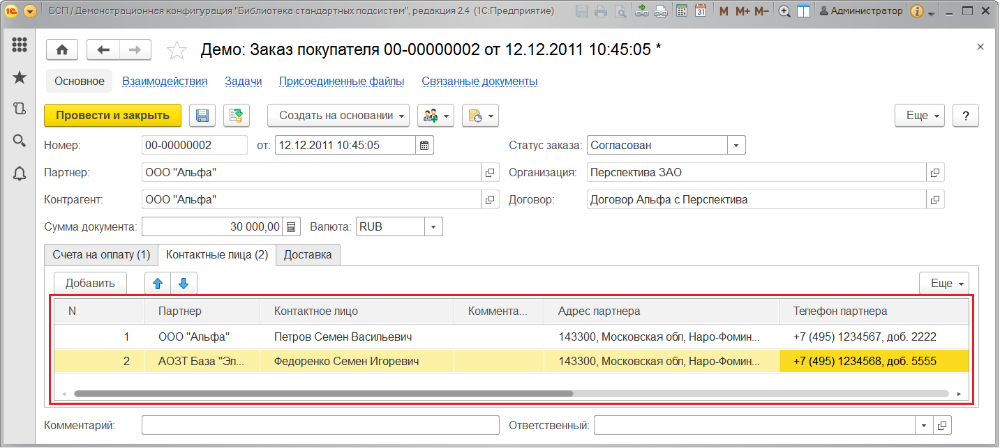 БСП / Демонстрационная конфигурация "Библиотека стандартных подсистем", редакция 2.4 (1С:Предприятие) 31 M M+ M− Администратор
Демо: Заказ покупателя 00-00000002 от 12.12.2011 10:45:05 *
Основное Взаимодействия Задачи Присоединенные файлы Связанные документы
Провести и закрыть Создать на основании Еще ?
Номер: 00-00000002 от: 12.12.2011 10:45:05 Статус заказа: Согласован
Партнер: ООО "Альфа" Организация: Перспектива ЗАО
Контрагент: ООО "Альфа" Договор: Договор Альфа с Перспектива
Сумма документа: 30 000,00 Валюта: RUB
Счета на оплату (1) Контактные лица (2) Доставка
Добавить Еще
N Партнер Контактное лицо Коммента... Адрес партнера Телефон партнера
1 ООО "Альфа" Петров Семен Васильевич 143300, Московская обл, Наро-Фомин... +7 (495) 1234567, доб. 2222
2 АОЗТ База "Эл... Федоренко Семен Игоревич 143300, Московская обл, Наро-Фомин... +7 (495) 1234568, доб. 5555
Комментарий: Ответственный: